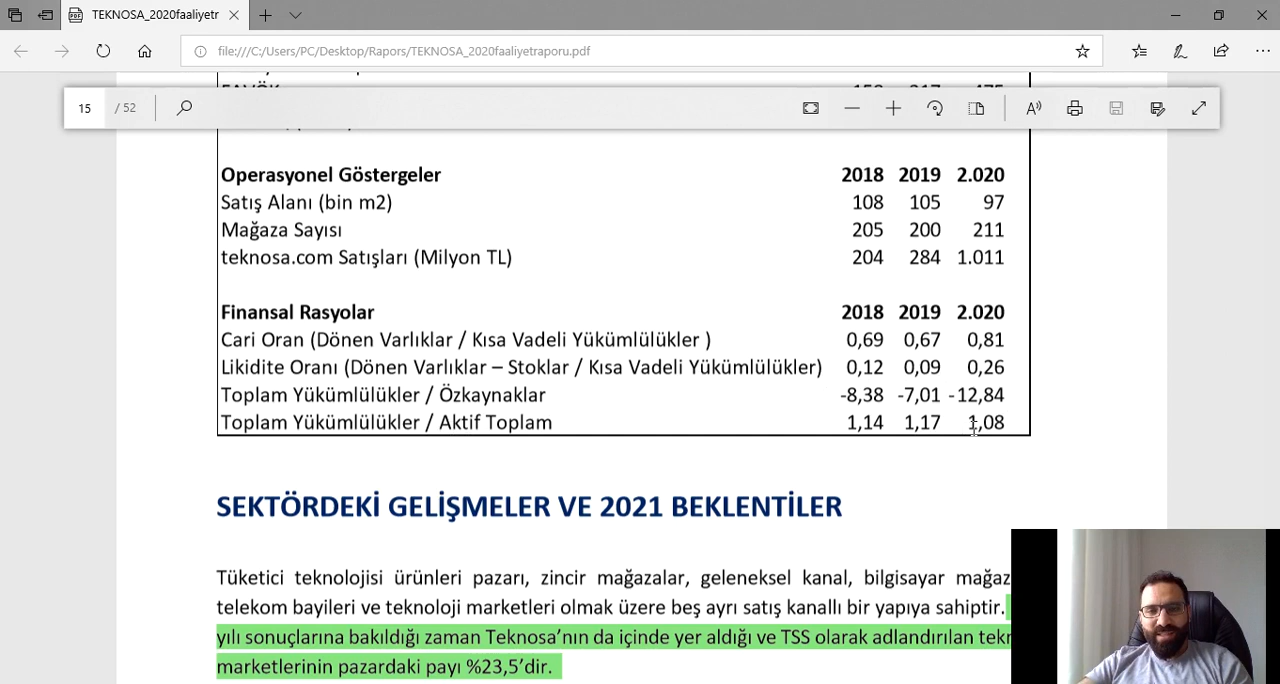 TEKNOSA_2020faaliyetr
file:///C:/Users/PC/Desktop/Rapors/TEKNOSA_2020faaliyetraporu.pdf
15 / 52
Operasyonel Göstergeler 2018 2019 2.020
Satış Alanı (bin m2) 108 105 97
Mağaza Sayısı 205 200 211
teknosa.com Satışları (Milyon TL) 204 284 1.011
Finansal Rasyolar 2018 2019 2.020
Cari Oran (Dönen Varlıklar / Kısa Vadeli Yükümlülükler ) 0,69 0,67 0,81
Likidite Oranı (Dönen Varlıklar – Stoklar / Kısa Vadeli Yükümlülükler) 0,12 0,09 0,26
Toplam Yükümlülükler / Özkaynaklar -8,38 -7,01 -12,84
Toplam Yükümlülükler / Aktif Toplam 1,14 1,17 1,08
SEKTÖRDEKİ GELİŞMELER VE 2021 BEKLENTİLER
Tüketici teknolojisi ürünleri pazarı, zincir mağazalar, geleneksel kanal, bilgisayar mağaz
telekom bayileri ve teknoloji marketleri olmak üzere beş ayrı satış kanallı bir yapıya sahiptir.
yılı sonuçlarına bakıldığı zaman Teknosa’nın da içinde yer aldığı ve TSS olarak adlandırılan tekn
marketlerinin pazardaki payı %23,5’dir.